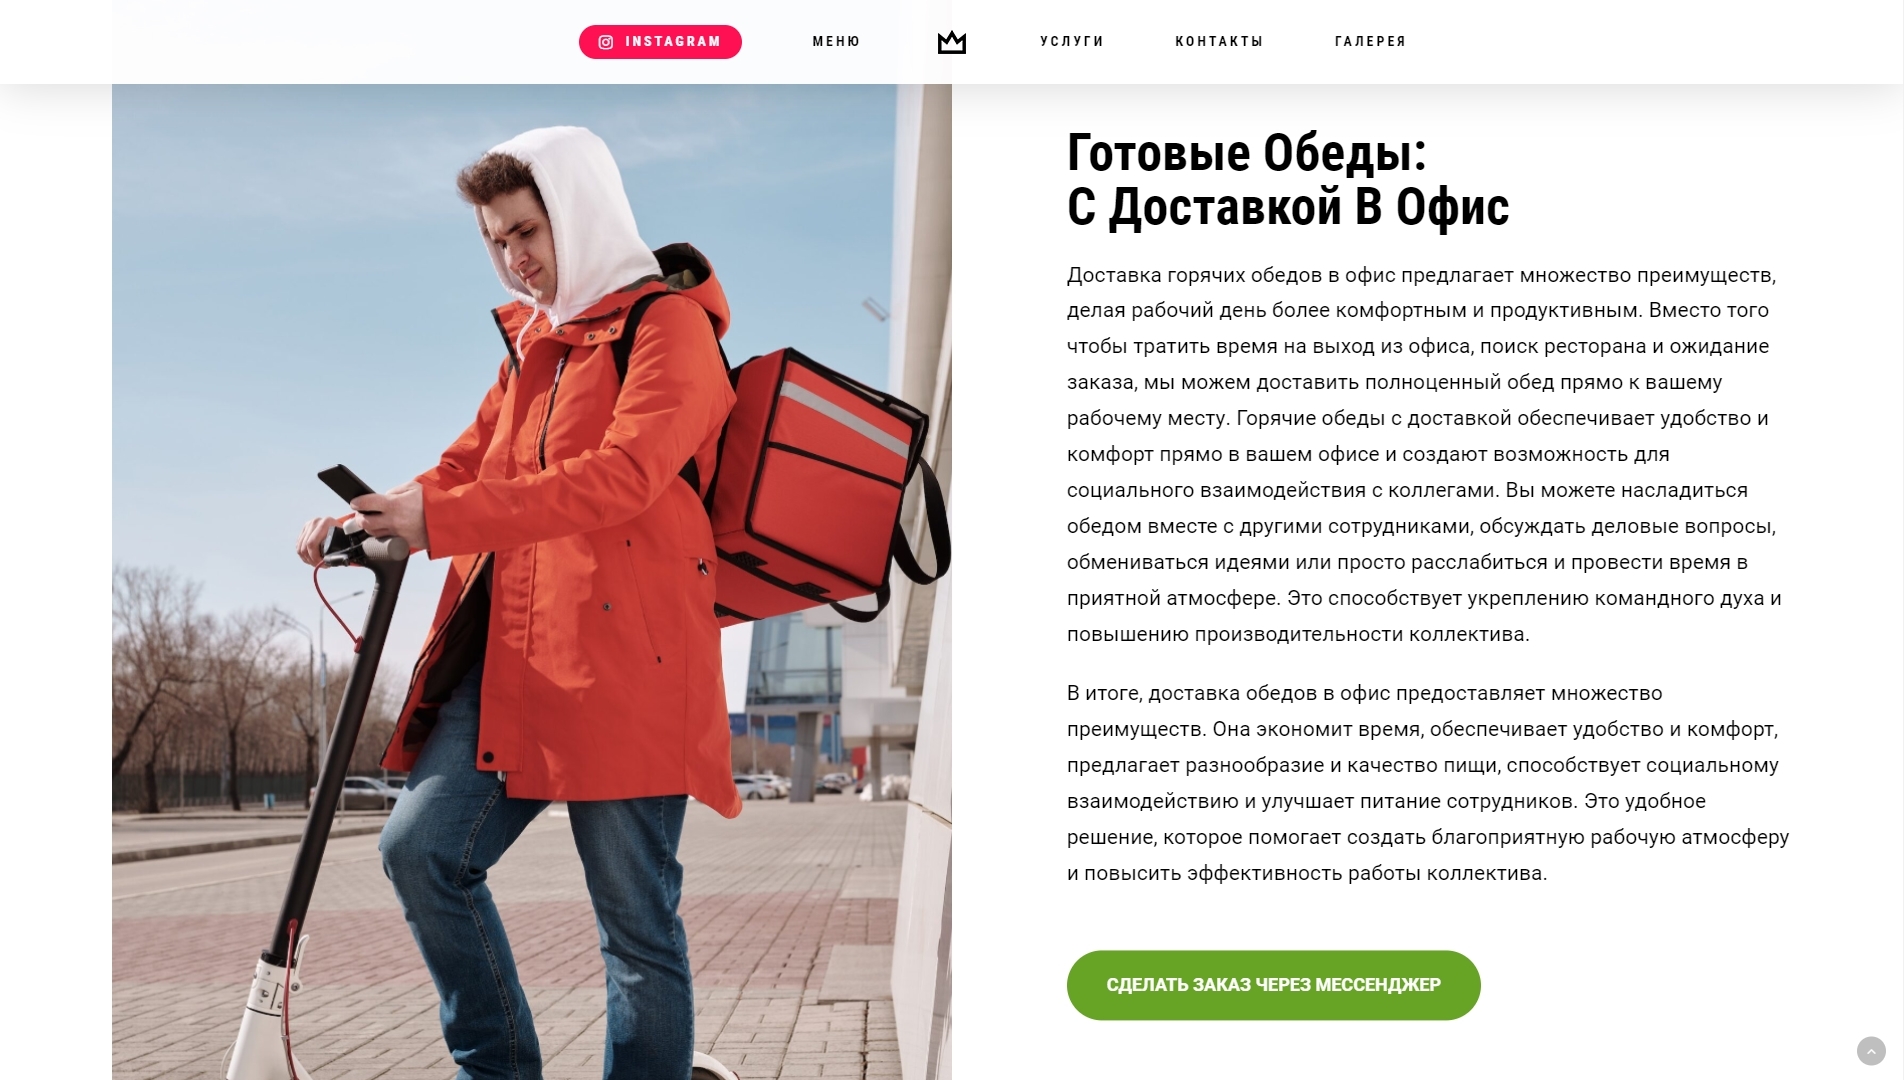 INSTAGRAM
МЕНЮ
УСЛУГИ
КОНТАКТЫ
ГАЛЕРЕЯ
Готовые Обеды:
С Доставкой В Офис
Доставка горячих обедов в офис предлагает множество преимуществ,
делая рабочий день более комфортным и продуктивным. Вместо того
чтобы тратить время на выход из офиса, поиск ресторана и ожидание
заказа, мы можем доставить полноценный обед прямо к вашему
рабочему месту. Горячие обеды с доставкой обеспечивает удобство и
комфорт прямо в вашем офисе и создают возможность для
социального взаимодействия с коллегами. Вы можете насладиться
обедом вместе с другими сотрудниками, обсуждать деловые вопросы,
обмениваться идеями или просто расслабиться и провести время в
приятной атмосфере. Это способствует укреплению командного духа и
повышению производительности коллектива.
В итоге, доставка обедов в офис предоставляет множество
преимуществ. Она экономит время, обеспечивает удобство и комфорт,
предлагает разнообразие и качество пищи, способствует социальному
взаимодействию и улучшает питание сотрудников. Это удобное
решение, которое помогает создать благоприятную рабочую атмосферу
и повысить эффективность работы коллектива.
СДЕЛАТЬ ЗАКАЗ ЧЕРЕЗ МЕССЕНДЖЕР